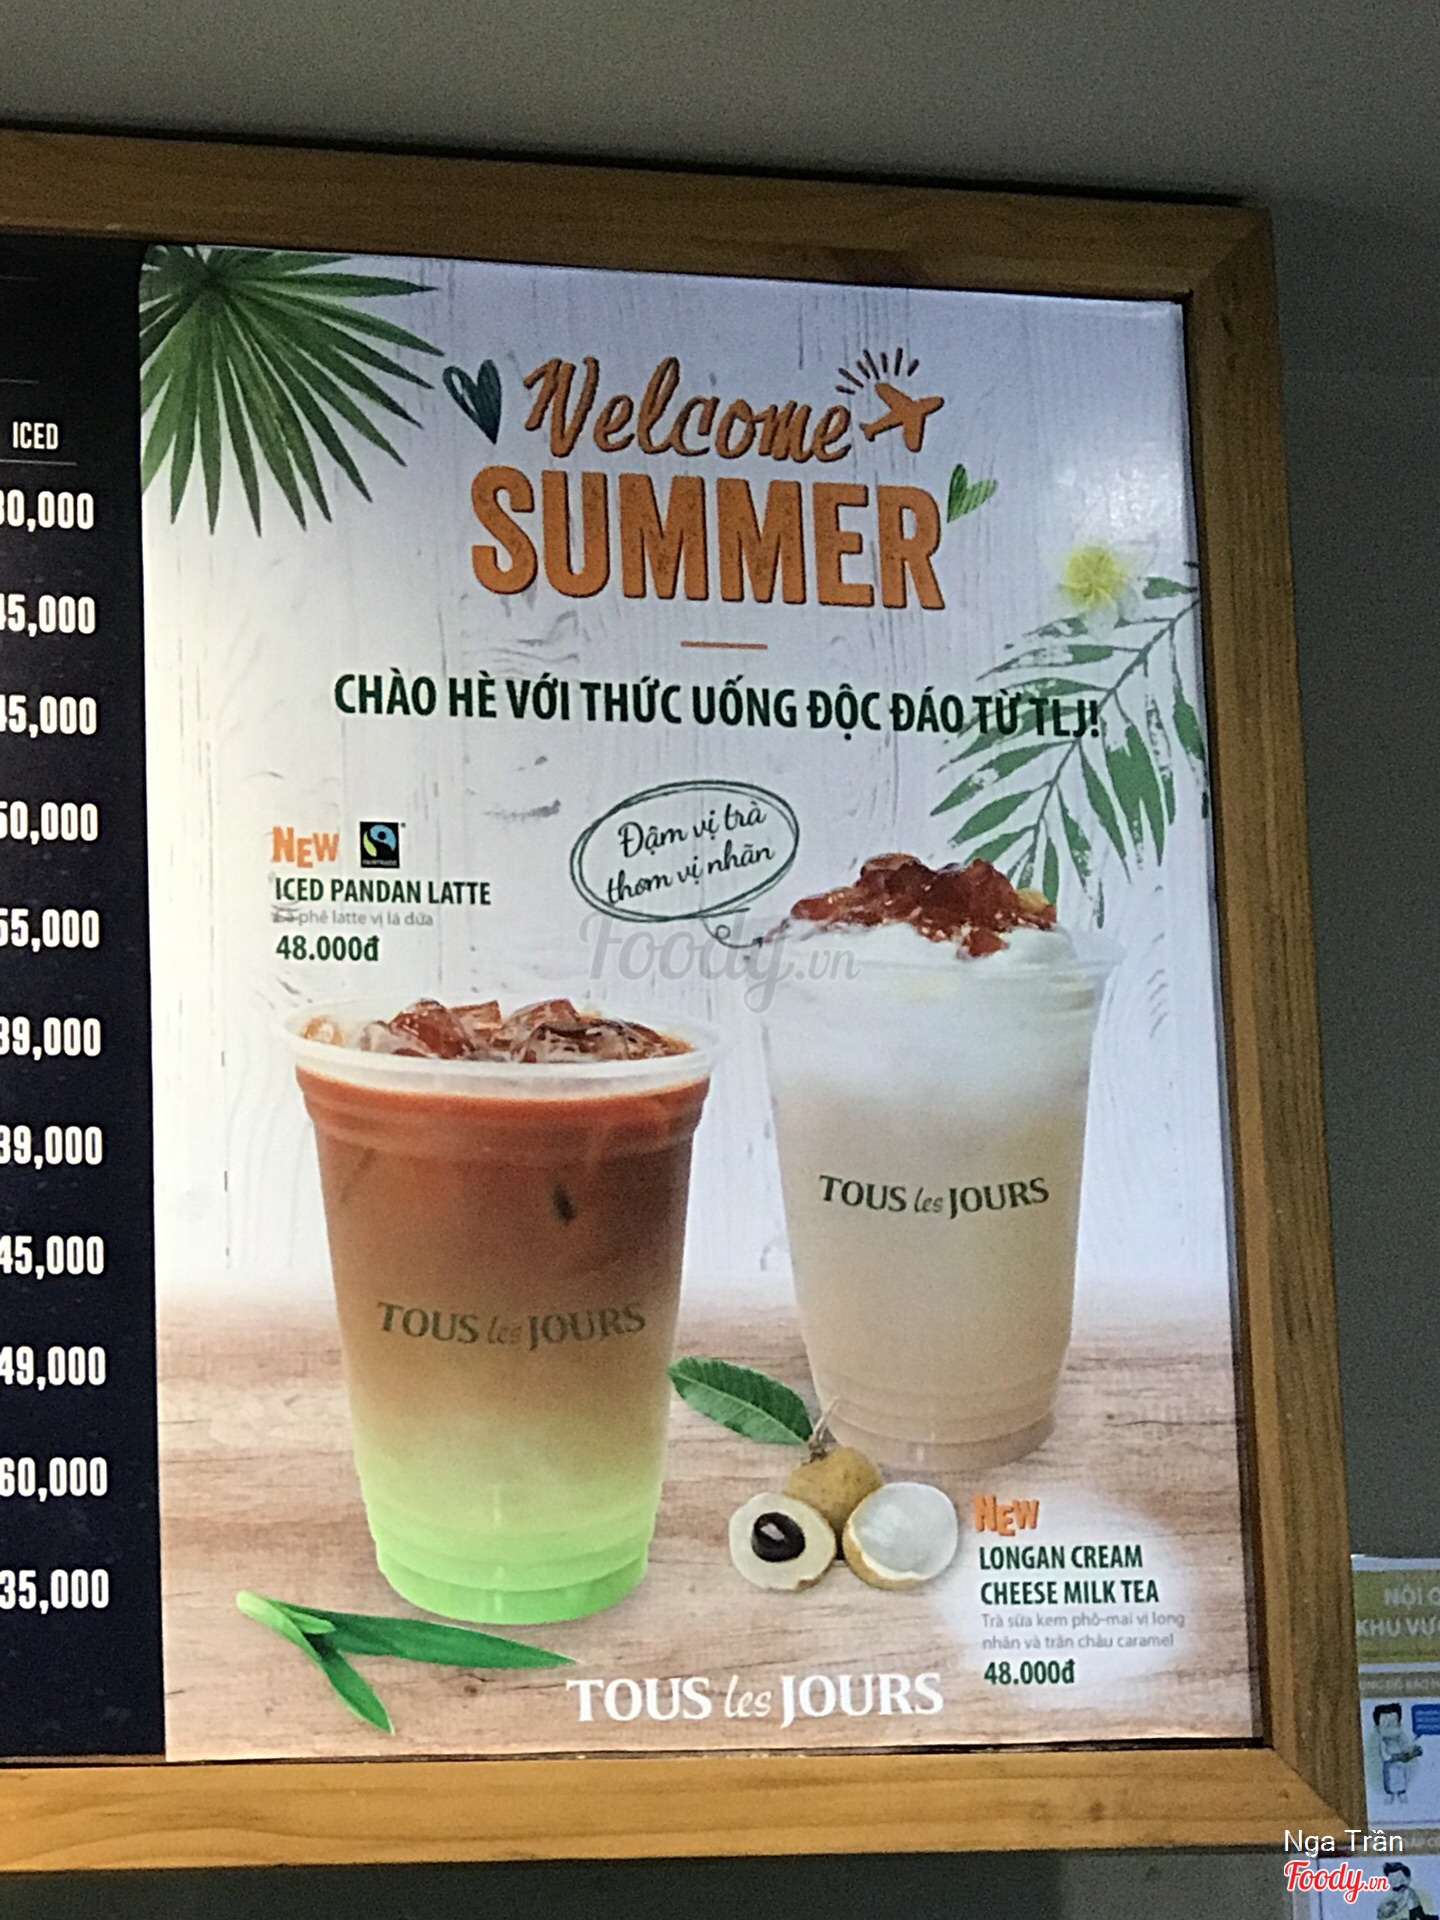 ICED
45,000
45,000
50,000
55,000
39,000
39,000
45,000
49,000
60,000
35,000
Welcome
SUMMER
CHÀO HÈ VỚI THỨC UỐNG ĐỘC ĐÁO TỪ TLJ!
Đậm vị trà
thơm vị nhãn
NEW
FAIRTRADE
ICED PANDAN LATTE
Cà phê latte vị lá dứa
48.000đ
Foody.vn
TOUS les JOURS
TOUS les JOURS
NEW
LONGAN CREAM
CHEESE MILK TEA
Trà sữa kem phô-mai vị long
nhãn và trân châu caramel
48.000đ
TOUS les JOURS
NỘI
KHU
Nga Trần
Foody.vn